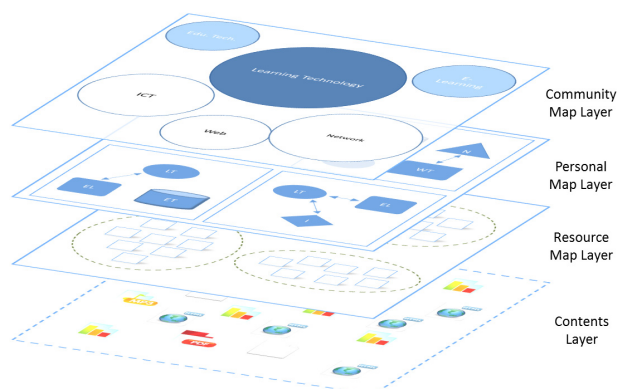 Edu. Tech.
Learning Technology
E-
Learning
ICT
Web
Network
Community
Map Layer
N
WT
LT
EL
ET
LT
EL
I
Personal
Map Layer
Resource
Map Layer
PDF
Contents
Layer